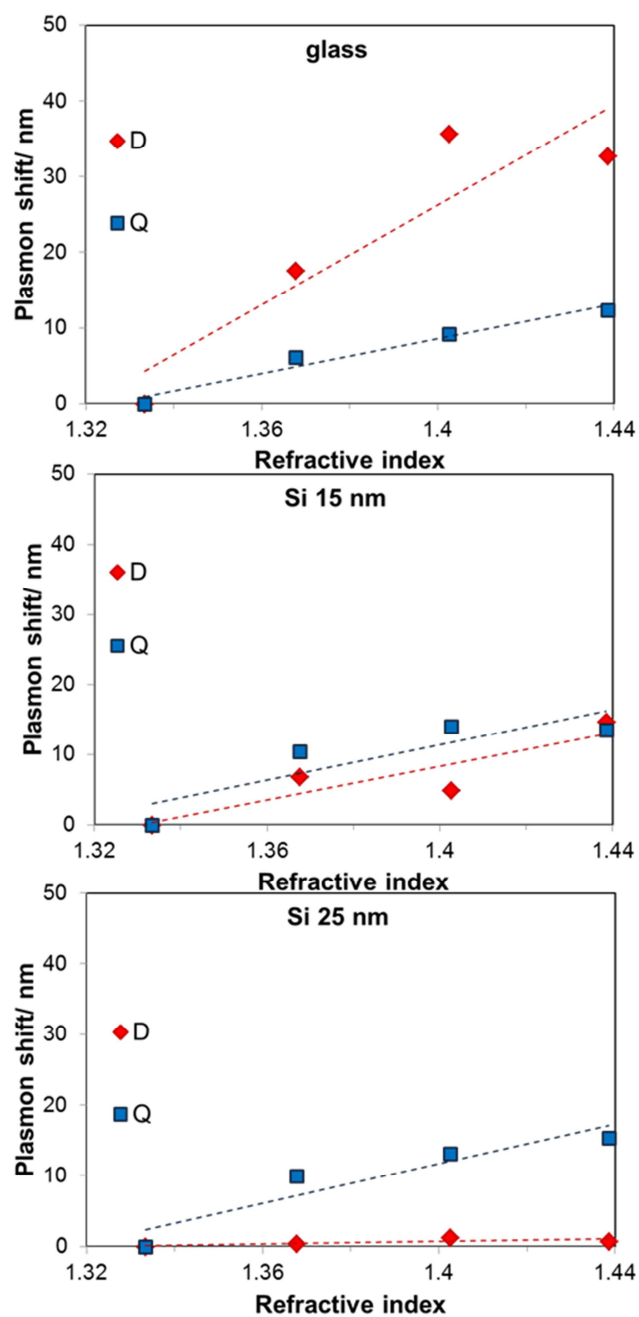 glass
Plasmon shift/ nm
50
40
30
20
10
0
D
Q
1.32 1.36 1.4 1.44
Refractive index
Si 15 nm
Plasmon shift/ nm
50
40
30
20
10
0
D
Q
1.32 1.36 1.4 1.44
Refractive index
Si 25 nm
Plasmon shift/ nm
50
40
30
20
10
0
D
Q
1.32 1.36 1.4 1.44
Refractive index